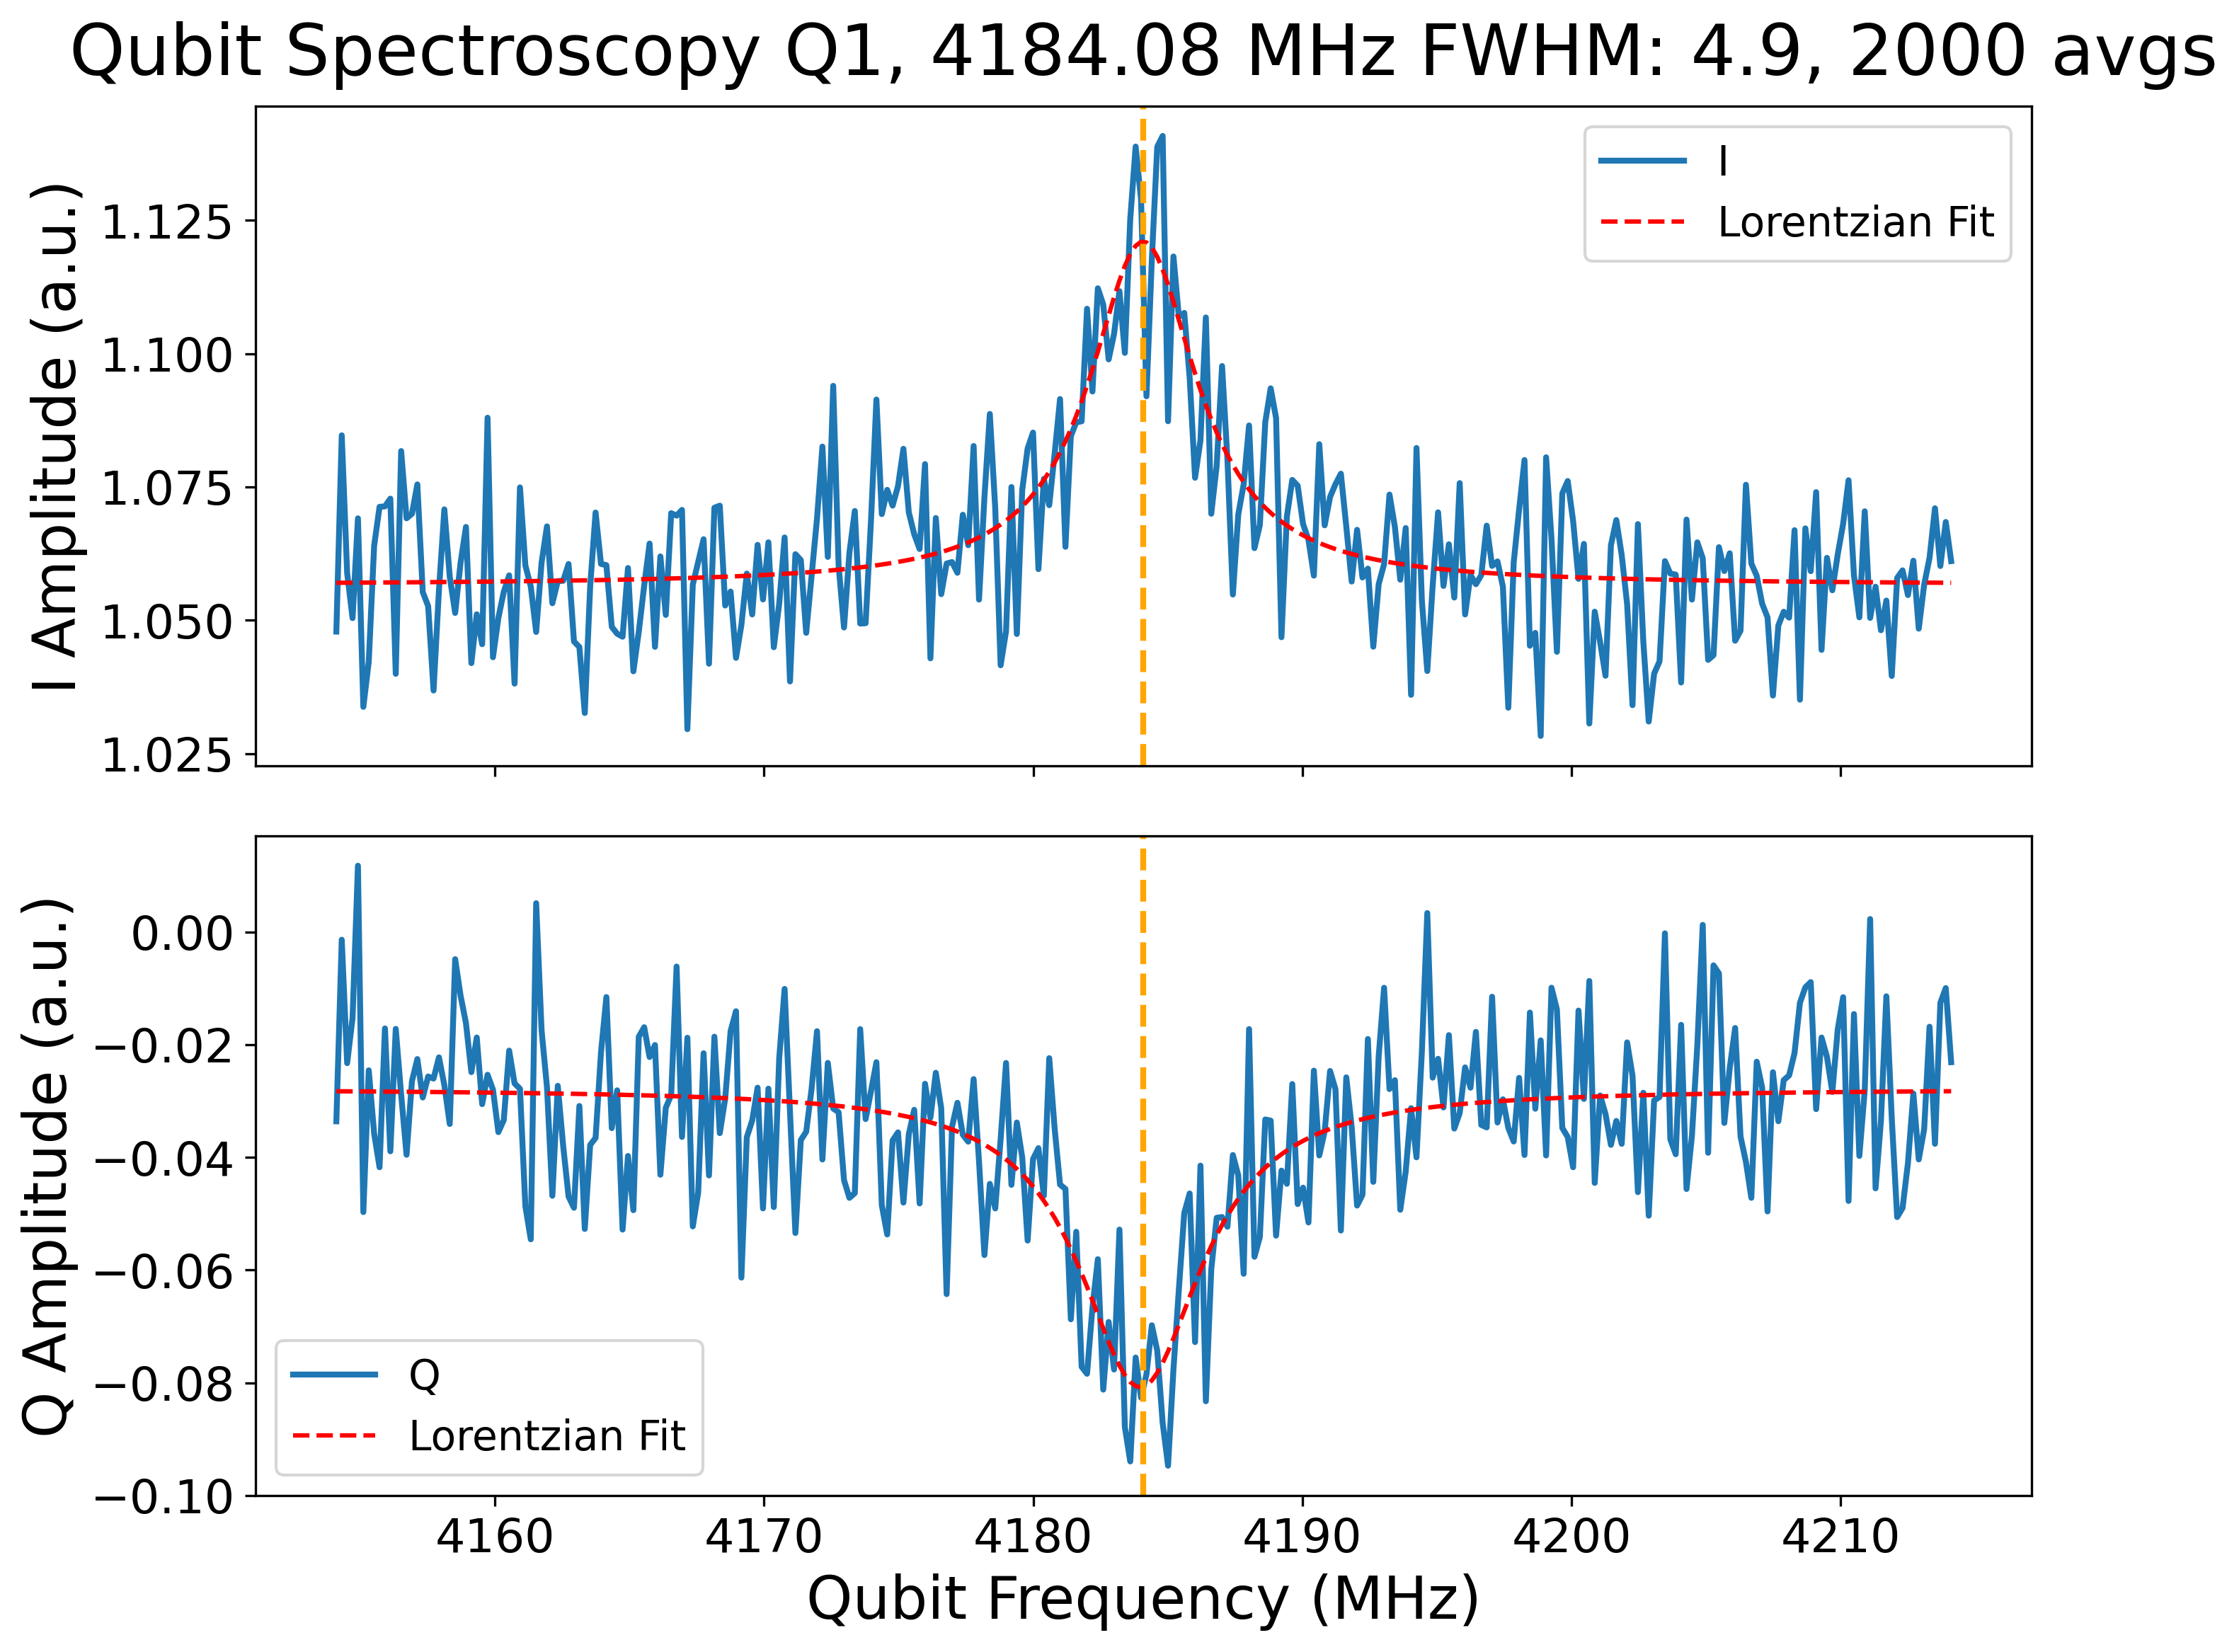 Qubit Spectroscopy Q1, 4184.08 MHz FWHM: 4.9, 2000 avgs
I Amplitude (a.u.)
1.125
1.100
1.075
1.050
1.025
I
Lorentzian Fit
Q Amplitude (a.u.)
0.00
−0.02
−0.04
−0.06
−0.08
−0.10
Q
Lorentzian Fit
4160 4170 4180 4190 4200 4210
Qubit Frequency (MHz)